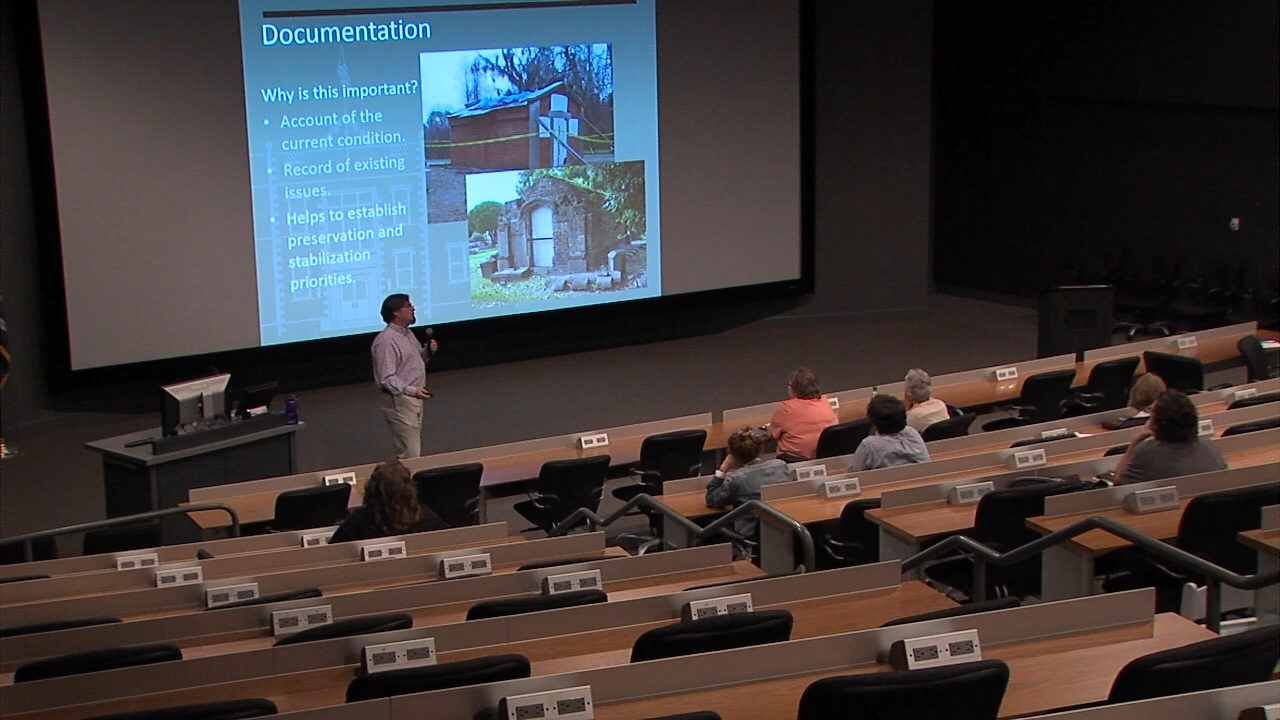 Documentation
Why is this important?
• Account of the
current condition.
• Record of existing
issues.
• Helps to establish
preservation and
stabilization
priorities.